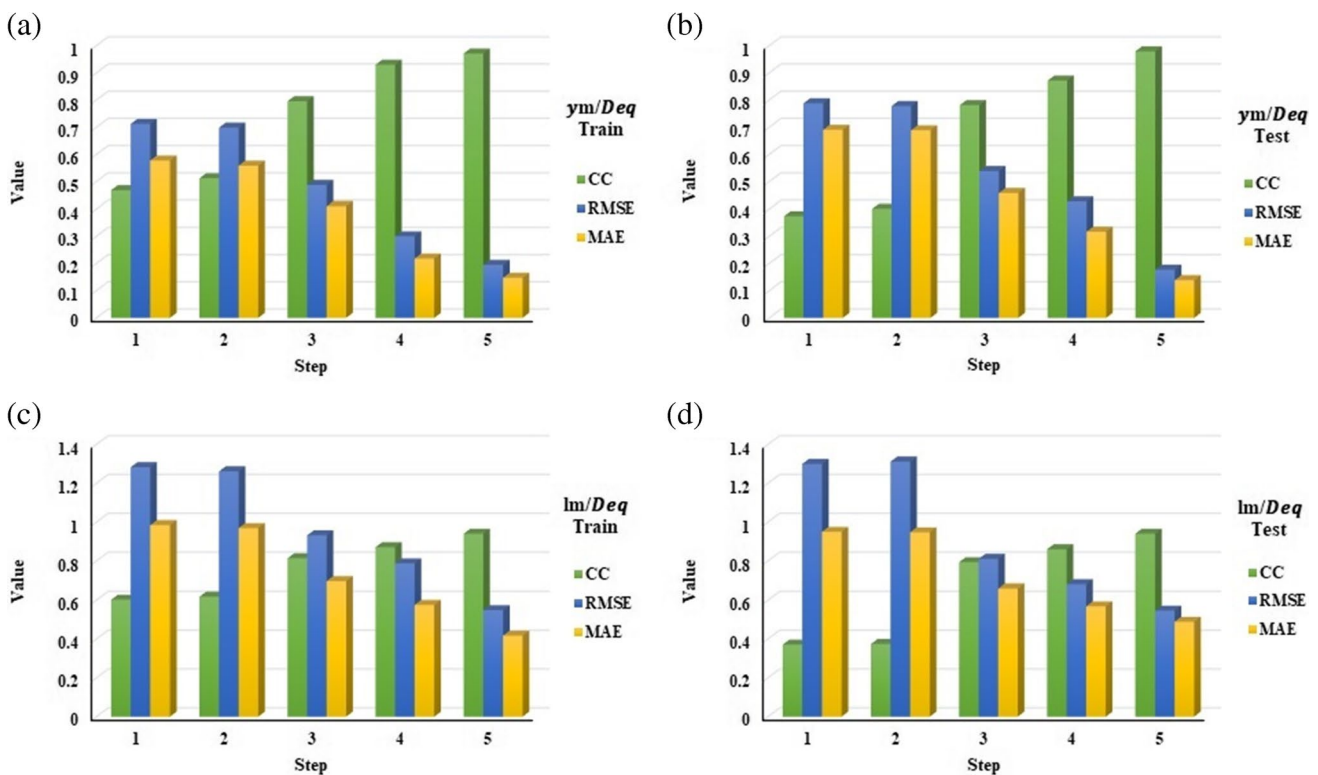 (a)
1
0.9
0.8
0.7
0.6
0.5
0.4
0.3
0.2
0.1
0
Value
1 2 3 4 5
Step
ym/Deq
Train
CC
RMSE
MAE
(b)
1
0.9
0.8
0.7
0.6
0.5
0.4
0.3
0.2
0.1
0
Value
1 2 3 4 5
Step
ym/Deq
Test
CC
RMSE
MAE
(c)
1.4
1.2
1
0.8
0.6
0.4
0.2
0
Value
1 2 3 4 5
Step
lm/Deq
Train
CC
RMSE
MAE
(d)
1.4
1.2
1
0.8
0.6
0.4
0.2
0
Value
1 2 3 4 5
Step
lm/Deq
Test
CC
RMSE
MAE